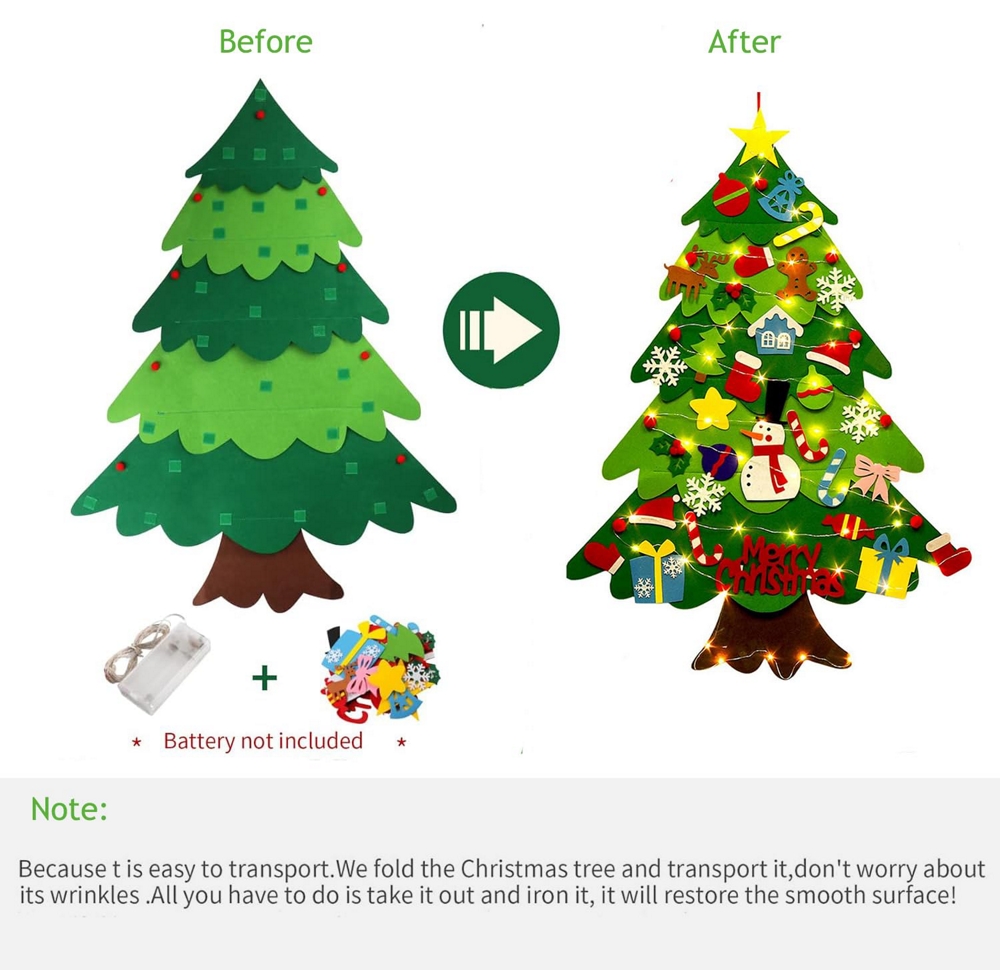 Before
After
Merry
Christmas
* Battery not included *
Note:
Because t is easy to transport.We fold the Christmas tree and transport it,don't worry about
its wrinkles .All you have to do is take it out and iron it, it will restore the smooth surface!